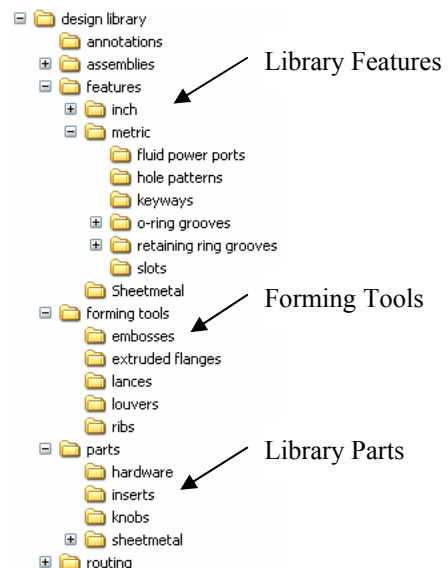 design library
annotations
assemblies
Library Features
features
inch
metric
fluid power ports
hole patterns
keyways
o-ring grooves
retaining ring grooves
slots
Sheetmetal
Forming Tools
forming tools
embosses
extruded flanges
lances
louvers
ribs
parts
Library Parts
hardware
inserts
knobs
sheetmetal
routing